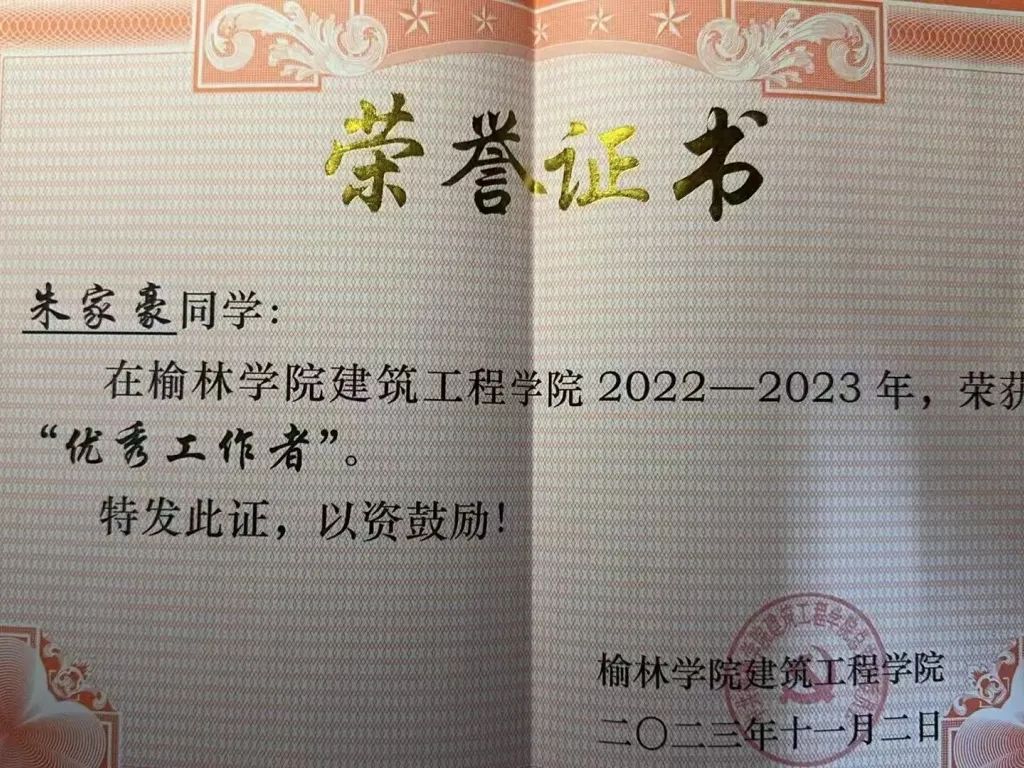 荣誉证书
朱家豪同学：
在榆林学院建筑工程学院 2022—2023 年，荣获
“优秀工作者”。
特发此证，以资鼓励！
榆林学院建筑工程学院
二〇二三年十一月二日